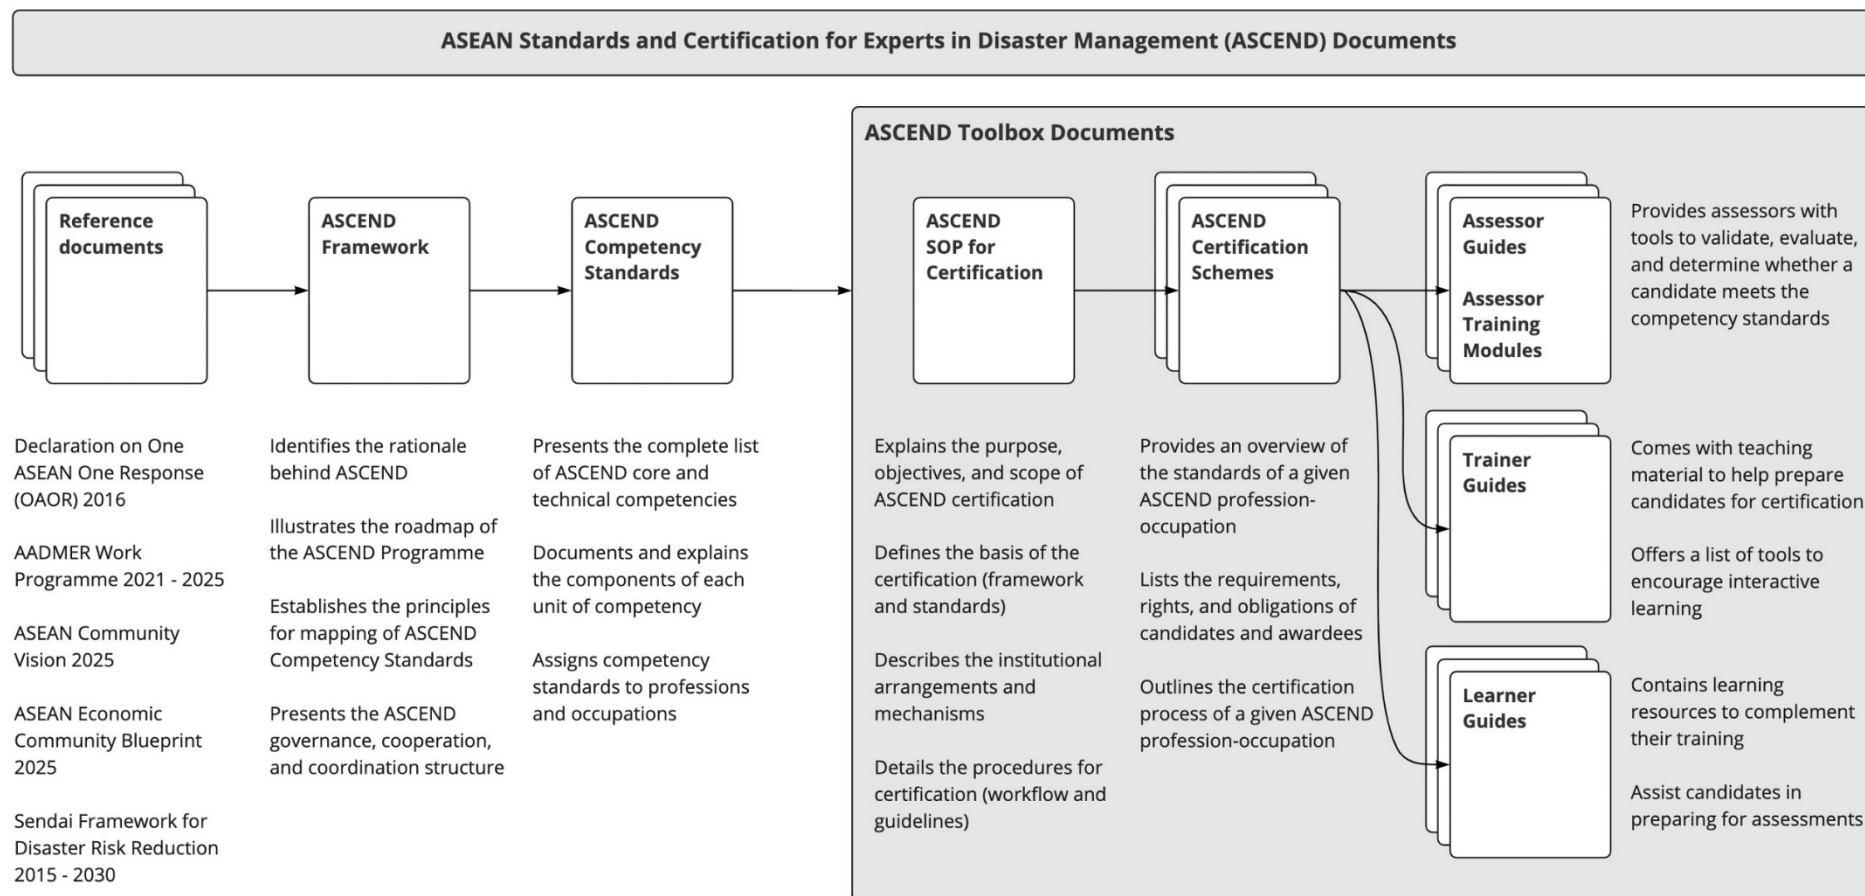 ASEAN Standards and Certification for Experts in Disaster Management (ASCEND) Documents
Reference
documents
Declaration on One
ASEAN One Response
(OAOR) 2016
AADMER Work
Programme 2021 - 2025
ASEAN Community
Vision 2025
ASEAN Economic
Community Blueprint
2025
Sendai Framework for
Disaster Risk Reduction
2015 - 2030
ASCEND
Framework
Identifies the rationale
behind ASCEND
Illustrates the roadmap of
the ASCEND Programme
Establishes the principles
for mapping of ASCEND
Competency Standards
Presents the ASCEND
governance, cooperation,
and coordination structure
ASCEND
Competency
Standards
Presents the complete list
of ASCEND core and
technical competencies
Documents and explains
the components of each
unit of competency
Assigns competency
standards to professions
and occupations
ASCEND Toolbox Documents
ASCEND
SOP for
Certification
Explains the purpose,
objectives, and scope of
ASCEND certification
Defines the basis of the
certification (framework
and standards)
Describes the institutional
arrangements and
mechanisms
Details the procedures for
certification (workflow and
guidelines)
ASCEND
Certification
Schemes
Provides an overview of
the standards of a given
ASCEND profession-
occupation
Lists the requirements,
rights, and obligations of
candidates and awardees
Outlines the certification
process of a given ASCEND
profession-occupation
Assessor
Guides
Assessor
Training
Modules
Provides assessors with
tools to validate, evaluate,
and determine whether a
candidate meets the
competency standards
Trainer
Guides
Comes with teaching
material to help prepare
candidates for certification
Offers a list of tools to
encourage interactive
learning
Learner
Guides
Contains learning
resources to complement
their training
Assist candidates in
preparing for assessments